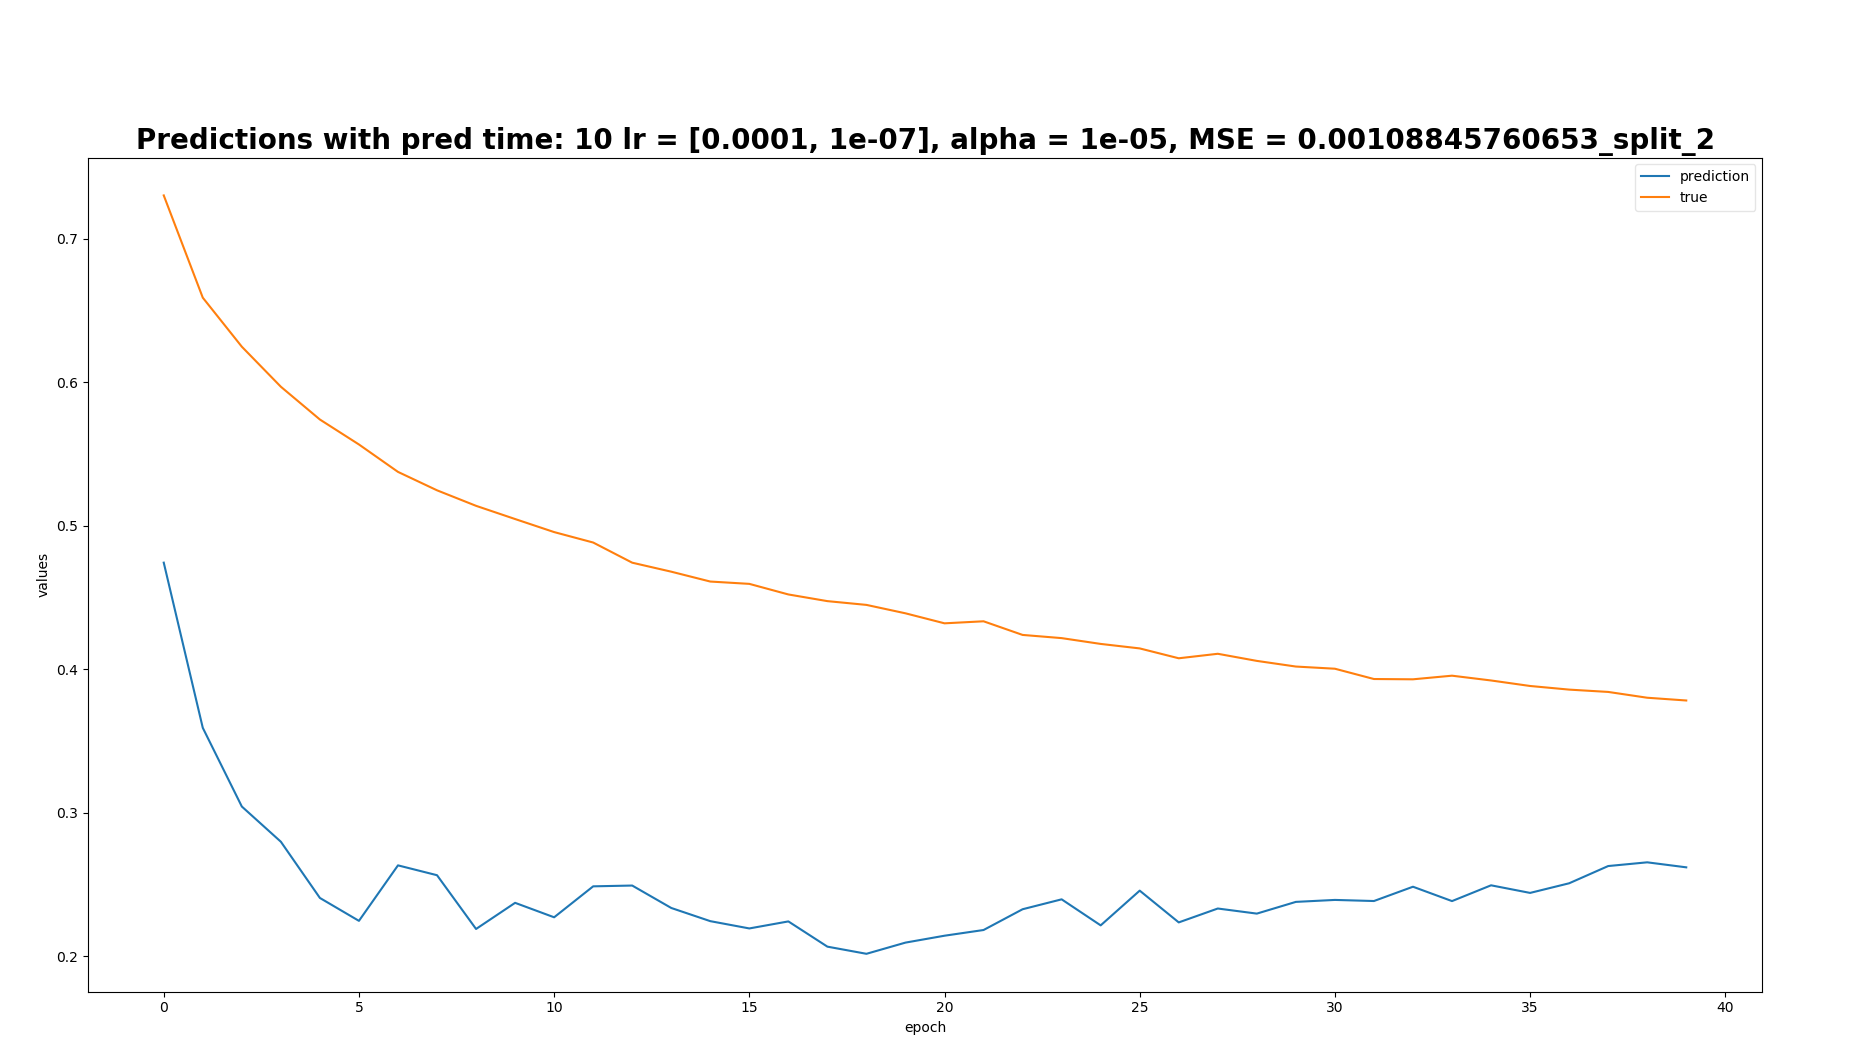 Predictions with pred time: 10 lr = [0.0001, 1e-07], alpha = 1e-05, MSE = 0.00108845760653_split_2
prediction
true
0.7
0.6
0.5
0.4
0.3
0.2
values
0 5 10 15 20 25 30 35 40
epoch